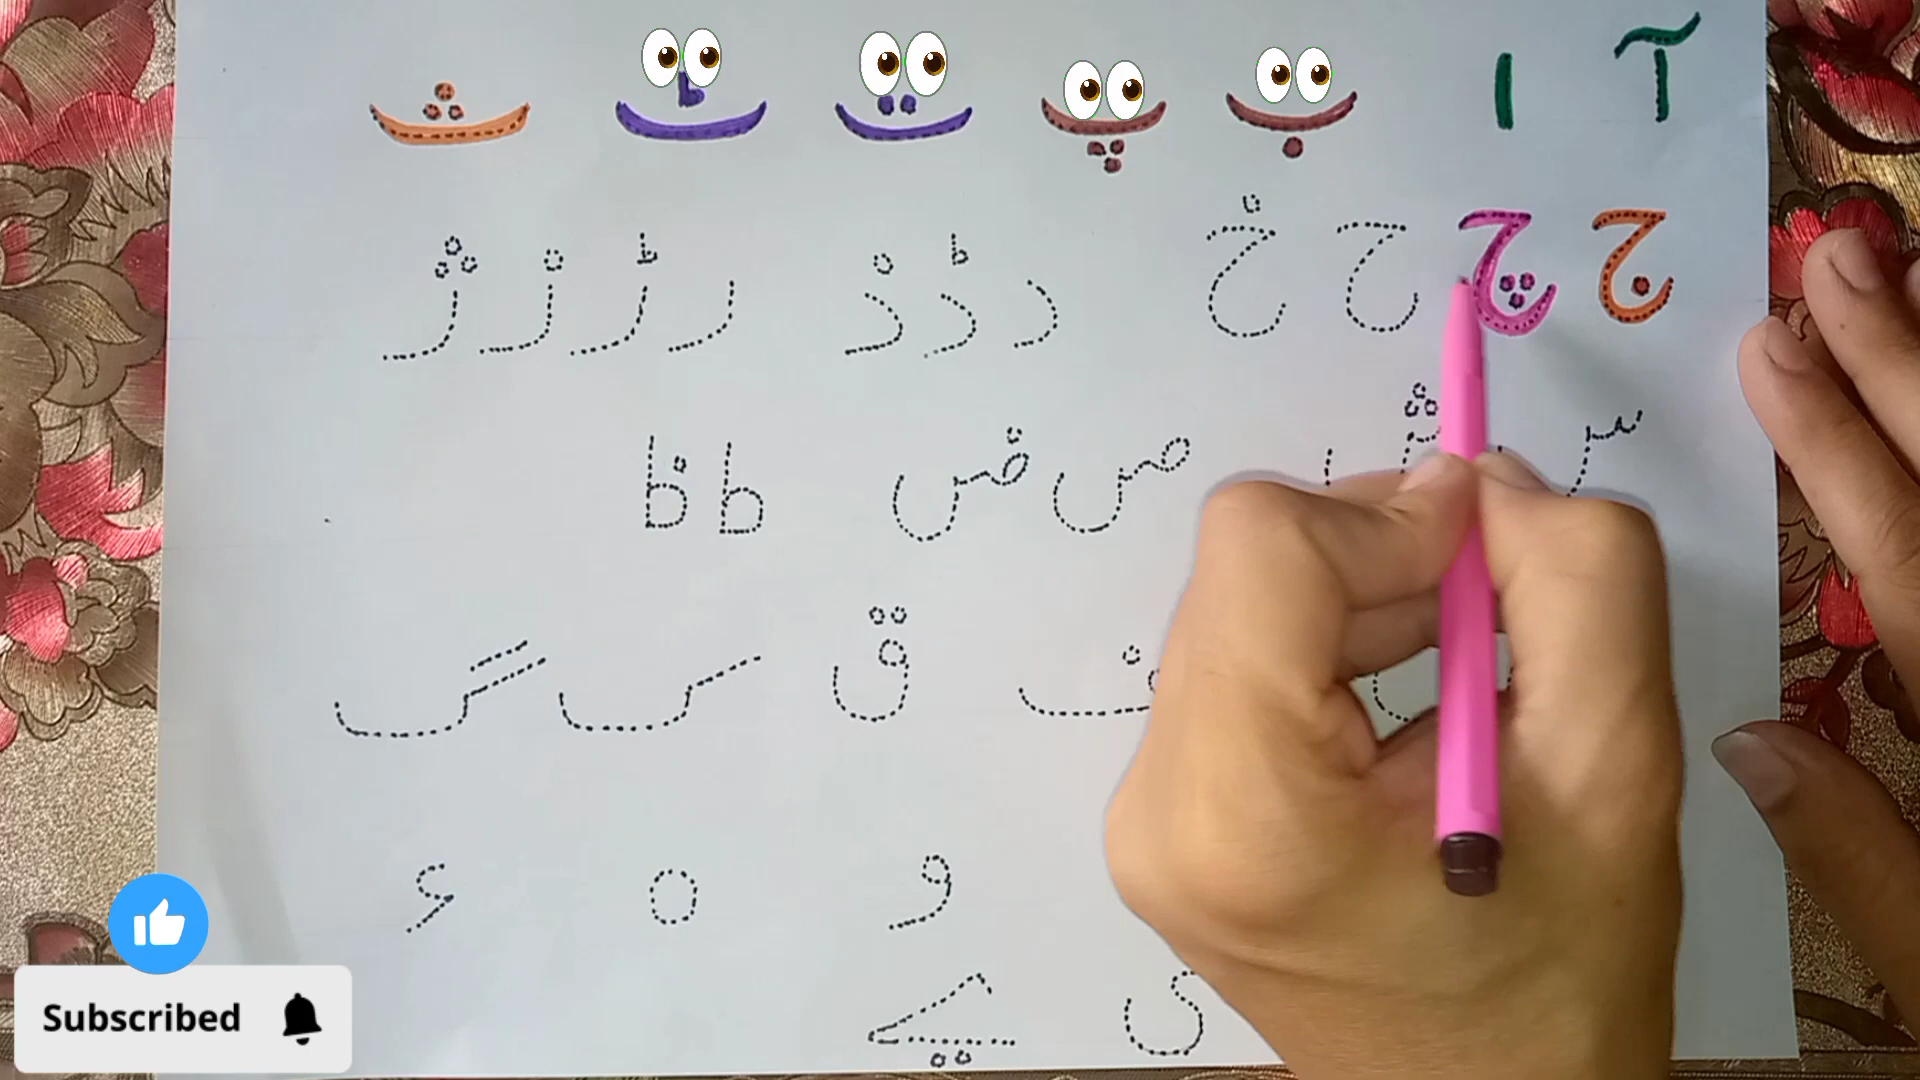 آ ا ب پ ت ٹ ث
ج چ ح خ د ڈ ذ ر ڑ ز ژ
س ص ض ط ظ
ف ق ک گ
و ہ ء
ی ے
Subscribed